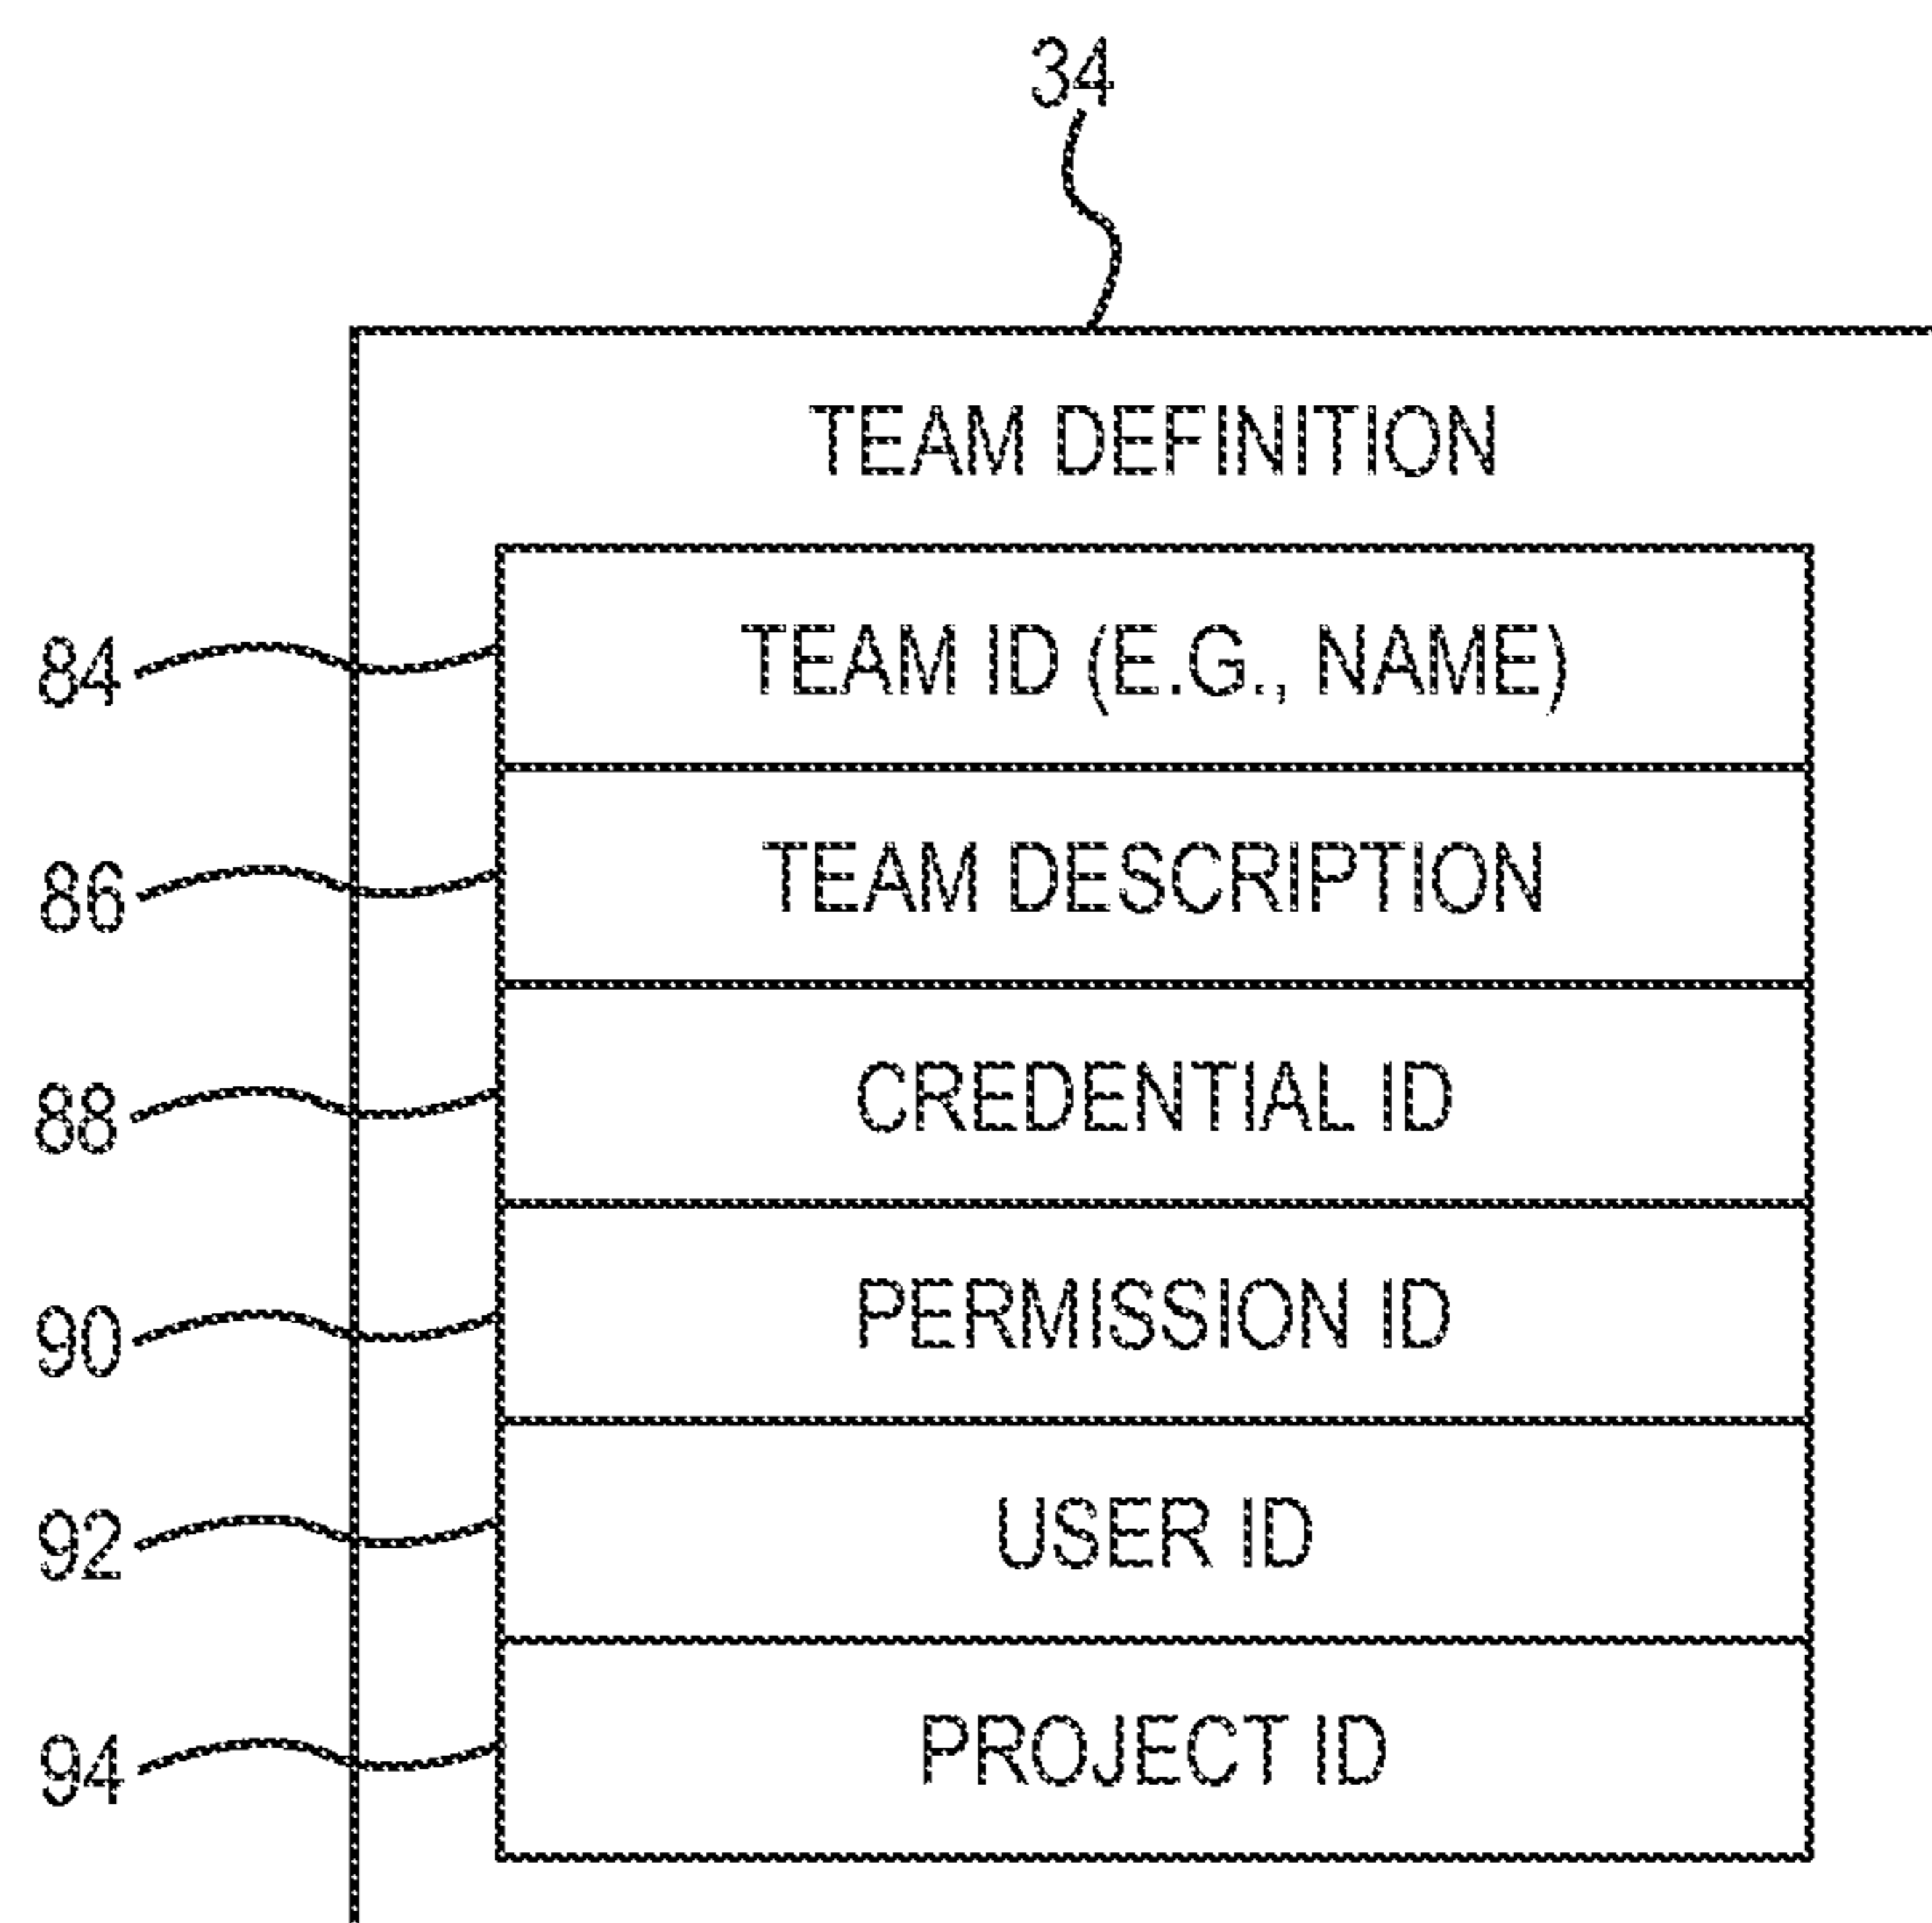 34
TEAM DEFINITION
84 TEAM ID (E.G., NAME)
86 TEAM DESCRIPTION
88 CREDENTIAL ID
90 PERMISSION ID
92 USER ID
94 PROJECT ID